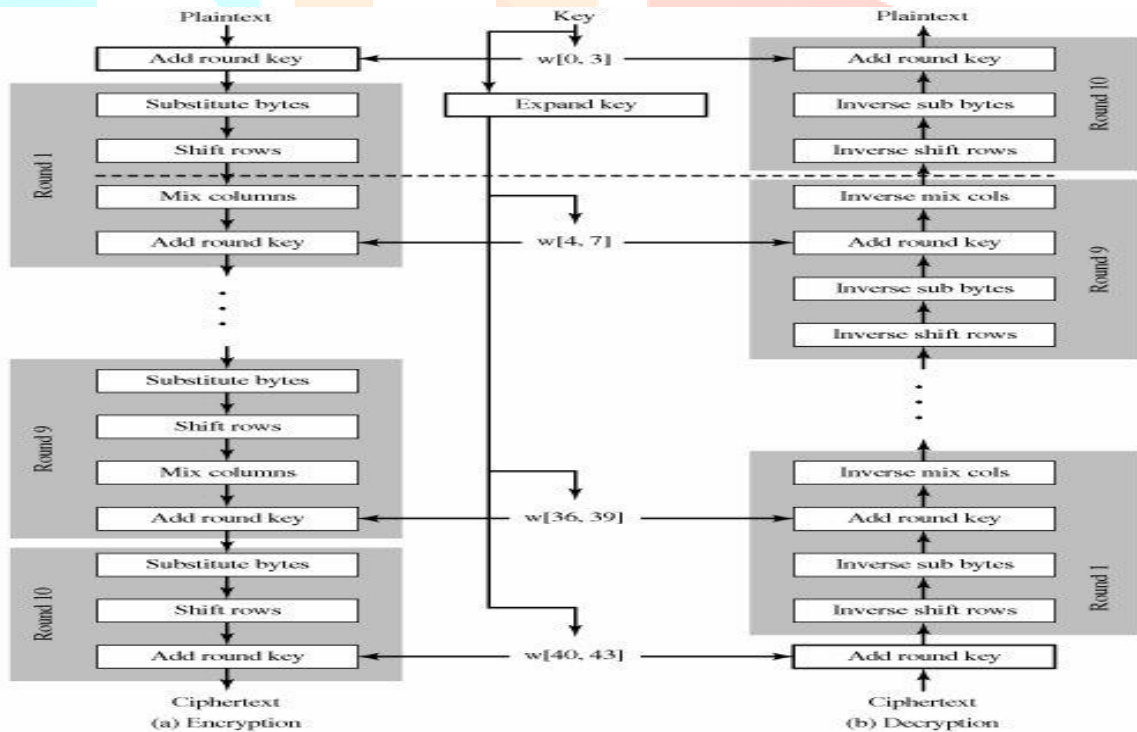 Plaintext
Add round key
Substitute bytes
Shift rows
Mix columns
Add round key
Round 1
Substitute bytes
Shift rows
Mix columns
Add round key
Round 9
Substitute bytes
Shift rows
Add round key
Round 10
Ciphertext
(a) Encryption
Key
w[0, 3]
Expand key
w[4, 7]
w[36, 39]
w[40, 43]
Plaintext
Add round key
Inverse sub bytes
Inverse shift rows
Round 10
Inverse mix cols
Add round key
Inverse sub bytes
Inverse shift rows
Round 9
Inverse mix cols
Add round key
Inverse sub bytes
Inverse shift rows
Round 1
Add round key
Ciphertext
(b) Decryption